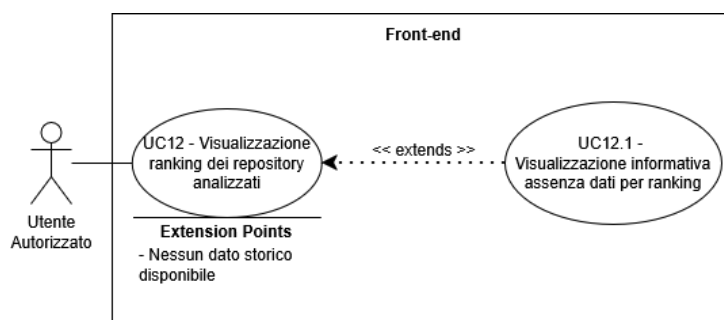 Front-end
UC12 - Visualizzazione
ranking dei repository
analizzati
<< extends >>
UC12.1 -
Visualizzazione informativa
assenza dati per ranking
Utente
Autorizzato
Extension Points
- Nessun dato storico
disponibile